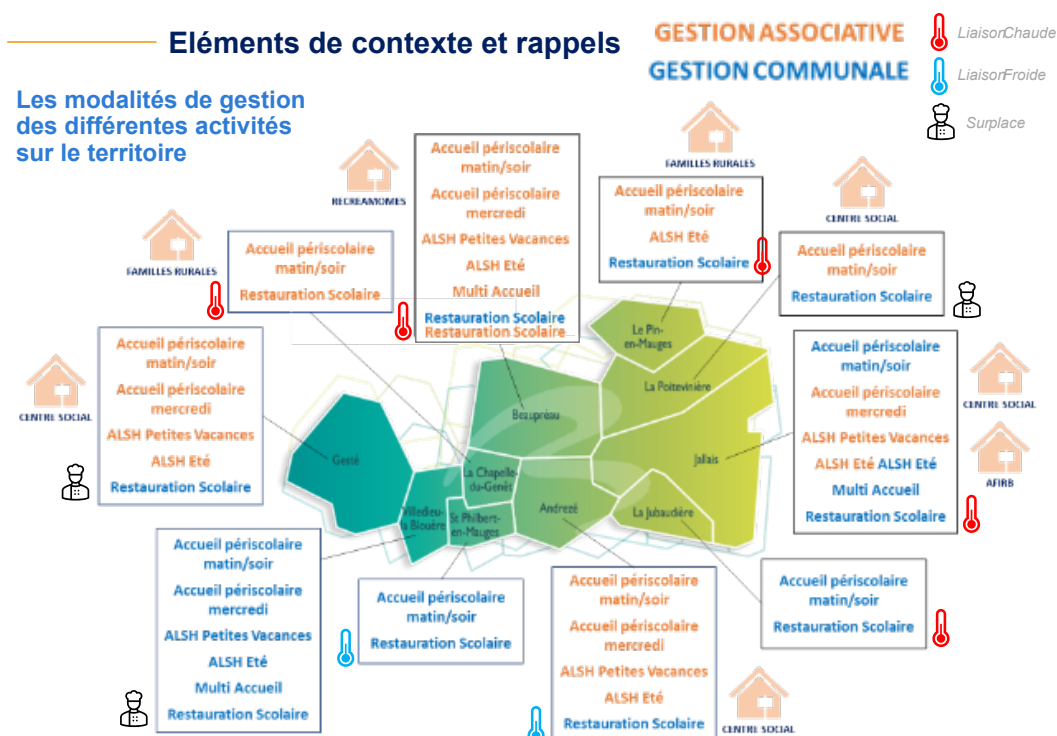 Eléments de contexte et rappels
GESTION ASSOCIATIVE
GESTION COMMUNALE
LiaisonChaude
LiaisonFroide
Surplace
Les modalités de gestion
des différentes activités
sur le territoire
RECREAMOMES
Accueil périscolaire
matin/soir
Accueil périscolaire
mercredi
ALSH Petites Vacances
ALSH Eté
Multi Accueil
Restauration Scolaire
Restauration Scolaire
FAMILLES RURALES
Accueil périscolaire
matin/soir
ALSH Eté
Restauration Scolaire
CENTRE SOCIAL
Accueil périscolaire
matin/soir
Restauration Scolaire
FAMILLES RURALES
Accueil périscolaire
matin/soir
Restauration Scolaire
CENTRE SOCIAL
Accueil périscolaire
matin/soir
Accueil périscolaire
mercredi
ALSH Petites Vacances
ALSH Eté
Restauration Scolaire
Le Pin-
en-Mauges
La Poitevinière
Beaupréau
Gesté
La Chapelle-
du-Genêt
Jallais
Villedieu-
la Blouère
St Philbert-
en-Mauges
Andrezé
La Jubaudière
Accueil périscolaire
matin/soir
Accueil périscolaire
mercredi
ALSH Petites Vacances
ALSH Eté ALSH Eté
Multi Accueil
Restauration Scolaire
CENTRE SOCIAL
AFIRB
Accueil périscolaire
matin/soir
Accueil périscolaire
mercredi
ALSH Petites Vacances
ALSH Eté
Multi Accueil
Restauration Scolaire
Accueil périscolaire
matin/soir
Restauration Scolaire
Accueil périscolaire
matin/soir
Accueil périscolaire
mercredi
ALSH Petites Vacances
ALSH Eté
Restauration Scolaire
CENTRE SOCIAL
Accueil périscolaire
matin/soir
Restauration Scolaire